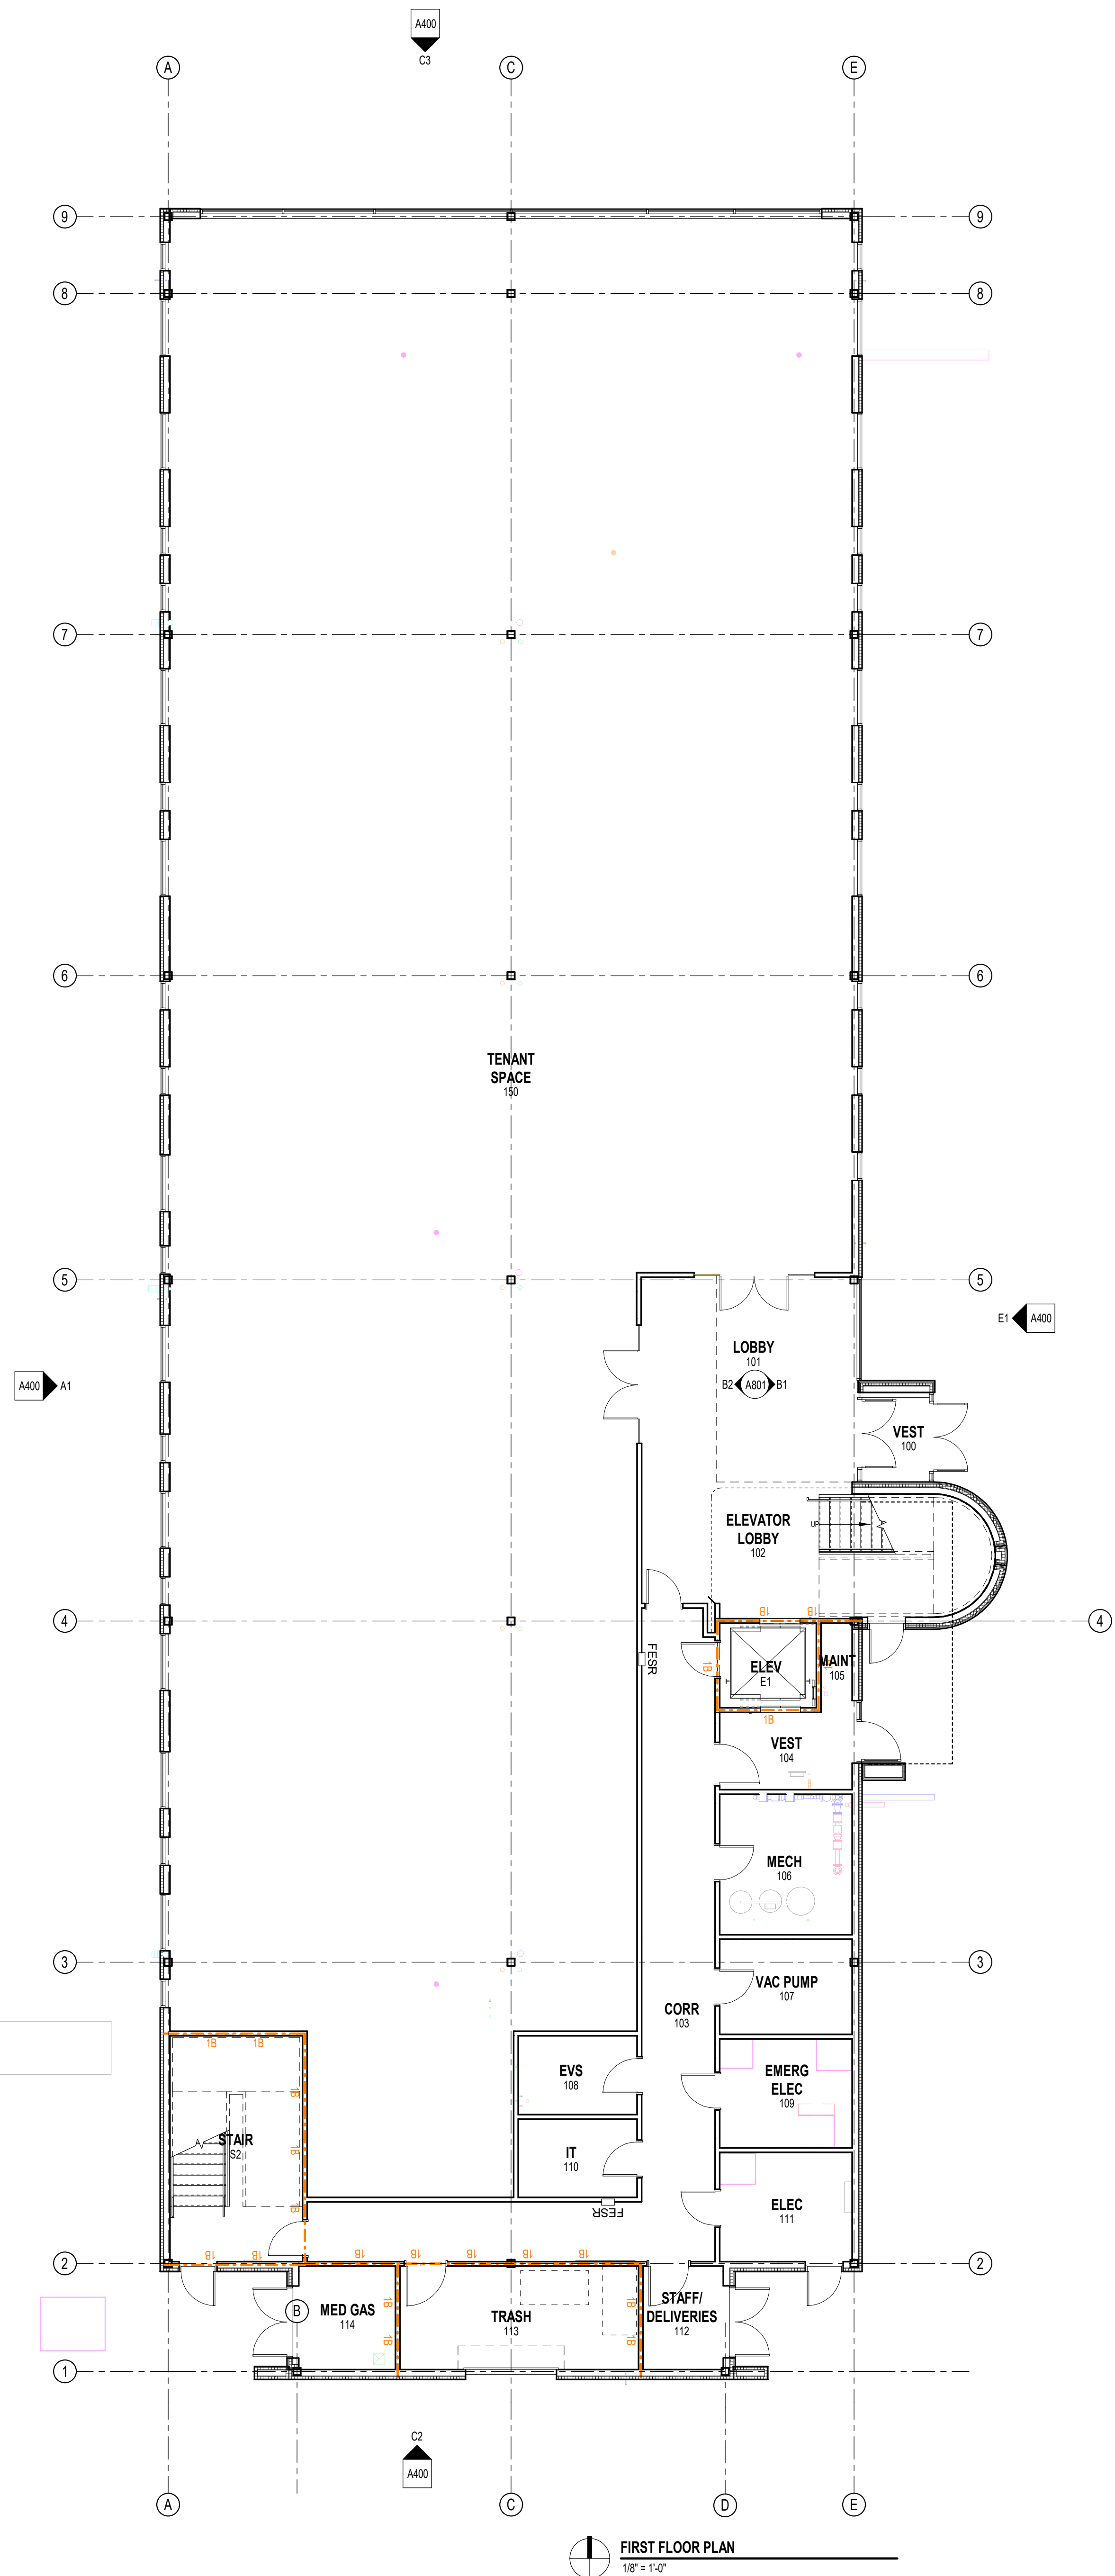 A400
C3
A
C
E
9
9
8
8
7
7
6
6
TENANT
SPACE
150
5
5
E1
A400
LOBBY
101
A400
A1
B2
A801
B1
VEST
100
ELEVATOR
LOBBY
102
UP
A
4
4
1B
1B
FESR
1B
ELEV
E1
MAINT
105
1B
VEST
104
MECH
106
3
3
VAC PUMP
107
CORR
103
1B
1B
EVS
108
EMERG
ELEC
109
1B
STAIR
S2
A
1B
IT
110
1B
FESR
ELEC
111
2
2
1B
1B
1B
1B
1B
1B
B
MED GAS
114
1B
1B
TRASH
113
1B
1B
STAFF/
DELIVERIES
112
1
C2
A400
A
C
D
E
FIRST FLOOR PLAN
1/8" = 1'-0"